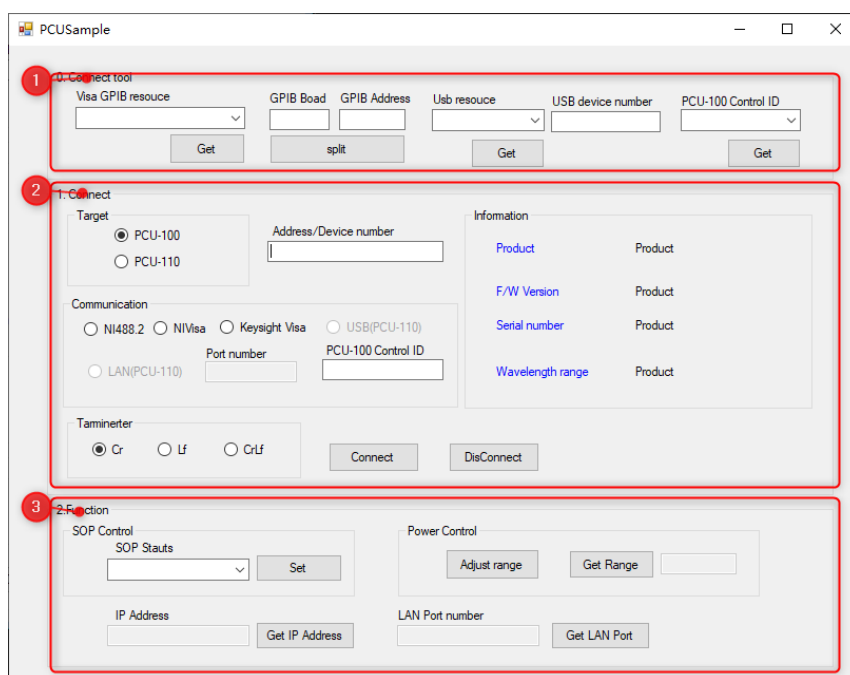 PCUSample
1
0. Connect tool
Visa GPIB resouce
GPIB Boad
GPIB Address
Usb resouce
USB device number
PCU-100 Control ID
Get
split
Get
Get
2
1. Connect
Target
PCU-100
PCU-110
Address/Device number
Information
Product Product
F/W Version Product
Serial number Product
Wavelength range Product
Communication
NI488.2 NIVisa Keysight Visa USB(PCU-110)
LAN(PCU-110)
Port number
PCU-100 Control ID
Tarminerter
Cr Lf CrLf
Connect
DisConnect
3
2.Function
SOP Control
SOP Stauts
Set
Power Control
Adjust range
Get Range
IP Address
Get IP Address
LAN Port number
Get LAN Port